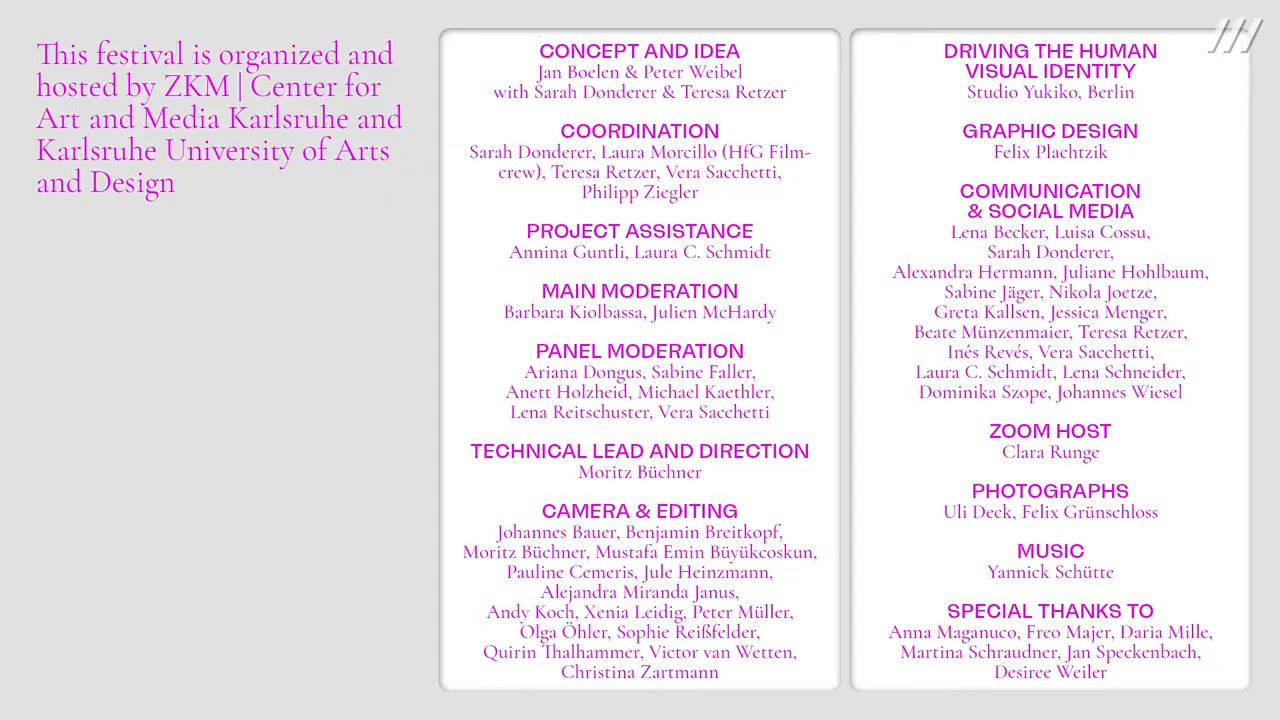 This festival is organized and
hosted by ZKM | Center for
Art and Media Karlsruhe and
Karlsruhe University of Arts
and Design
CONCEPT AND IDEA
Jan Boelen & Peter Weibel
with Sarah Donderer & Teresa Retzer
COORDINATION
Sarah Donderer, Laura Morcillo (HfG Film-
crew), Teresa Retzer, Vera Sacchetti,
Philipp Ziegler
PROJECT ASSISTANCE
Annina Guntli, Laura C. Schmidt
MAIN MODERATION
Barbara Kiolbassa, Julien McHardy
PANEL MODERATION
Ariana Dongus, Sabine Faller,
Anett Holzheid, Michael Kaethler,
Lena Reitschuster, Vera Sacchetti
TECHNICAL LEAD AND DIRECTION
Moritz Büchner
CAMERA & EDITING
Johannes Bauer, Benjamin Breitkopf,
Moritz Büchner, Mustafa Emin Büyükcoskun,
Pauline Cemeris, Jule Heinzmann,
Alejandra Miranda Janus,
Andy Koch, Xenia Leidig, Peter Müller,
Olga Öhler, Sophie Reißfelder,
Quirin Thalhammer, Victor van Wetten,
Christina Zartmann
DRIVING THE HUMAN
VISUAL IDENTITY
Studio Yukiko, Berlin
GRAPHIC DESIGN
Felix Plachtzik
COMMUNICATION
& SOCIAL MEDIA
Lena Becker, Luisa Cossu,
Sarah Donderer,
Alexandra Hermann, Juliane Hohlbaum,
Sabine Jäger, Nikola Joetze,
Greta Kallsen, Jessica Menger,
Beate Münzenmaier, Teresa Retzer,
Inês Revés, Vera Sacchetti,
Laura C. Schmidt, Lena Schneider,
Dominika Szope, Johannes Wiesel
ZOOM HOST
Clara Runge
PHOTOGRAPHS
Uli Deck, Felix Grünschloss
MUSIC
Yannick Schütte
SPECIAL THANKS TO
Anna Maganuco, Freo Majer, Daria Mille,
Martina Schraudner, Jan Speckenbach,
Desiree Weiler